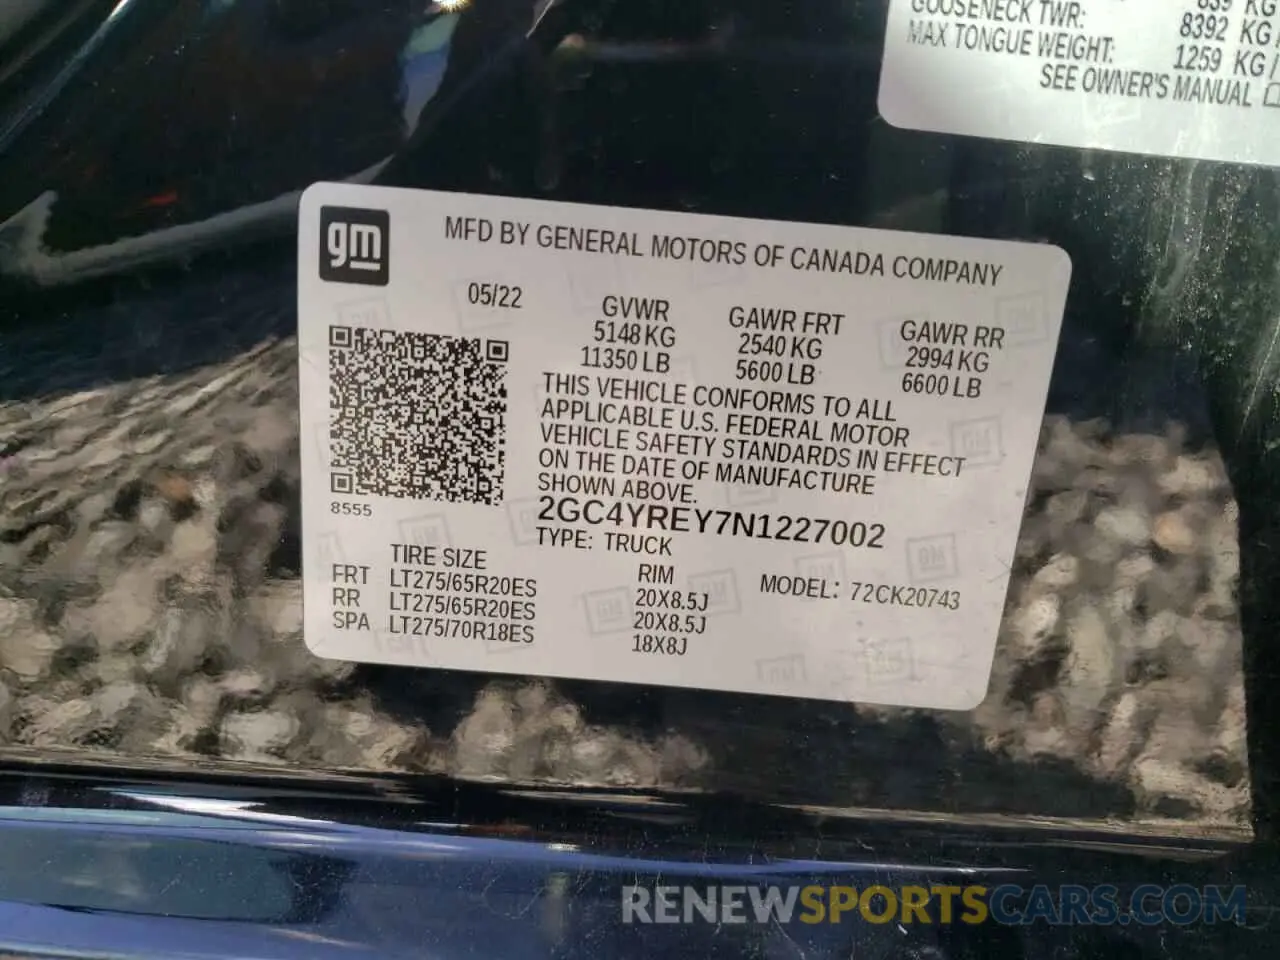 839 KG
GOOSENECK TWR:
8392 KG/
MAX TONGUE WEIGHT:
1259 KG/
SEE OWNER'S MANUAL
gm
MFD BY GENERAL MOTORS OF CANADA COMPANY
05/22
GVWR GAWR FRT GAWR RR
5148 KG 2540 KG 2994 KG
11350 LB 5600 LB 6600 LB
THIS VEHICLE CONFORMS TO ALL
APPLICABLE U.S. FEDERAL MOTOR
VEHICLE SAFETY STANDARDS IN EFFECT
ON THE DATE OF MANUFACTURE
SHOWN ABOVE.
8555
2GC4YREY7N1227002
TYPE: TRUCK
MODEL: 72CK20743
TIRE SIZE RIM
FRT LT275/65R20ES 20X8.5J
RR LT275/65R20ES 20X8.5J
SPA LT275/70R18ES 18X8J
RENEWSPORTSCARS.COM